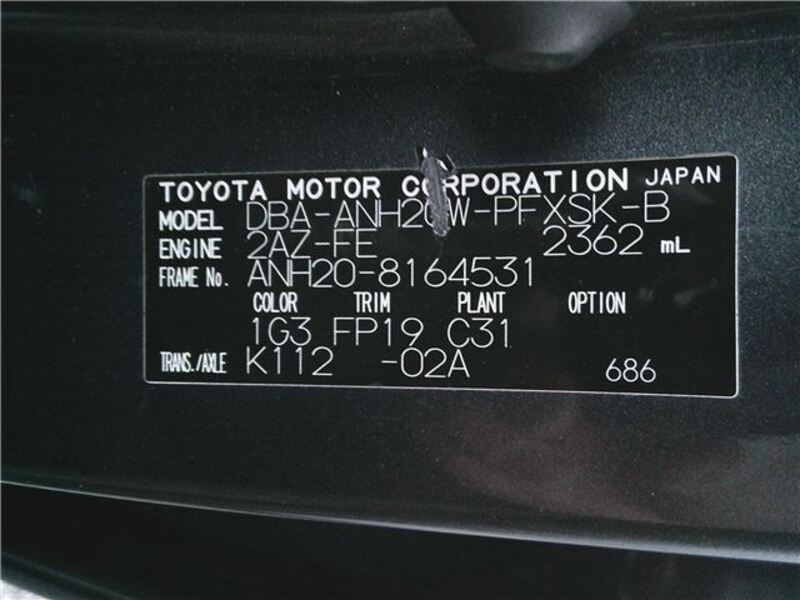 TOYOTA MOTOR CORPORATION JAPAN
MODEL DBA-ANH20W-PFXSK-B
ENGINE 2AZ-FE 2362 mL
FRAME No. ANH20-8164531
COLOR TRIM PLANT OPTION
1G3 FP19 C31
TRANS./AXLE K112 -02A 686